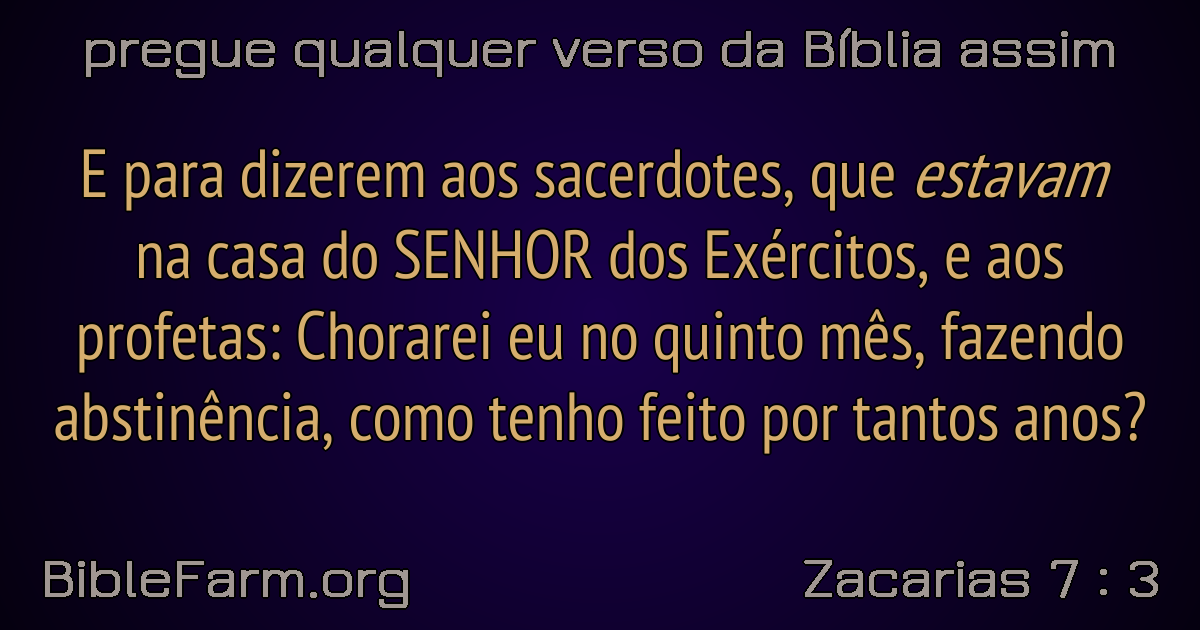 pregue qualquer verso da Bíblia assim
E para dizerem aos sacerdotes, que estavam
na casa do SENHOR dos Exércitos, e aos
profetas: Chorarei eu no quinto mês, fazendo
abstinência, como tenho feito por tantos anos?
BibleFarm.org
Zacarias 7 : 3